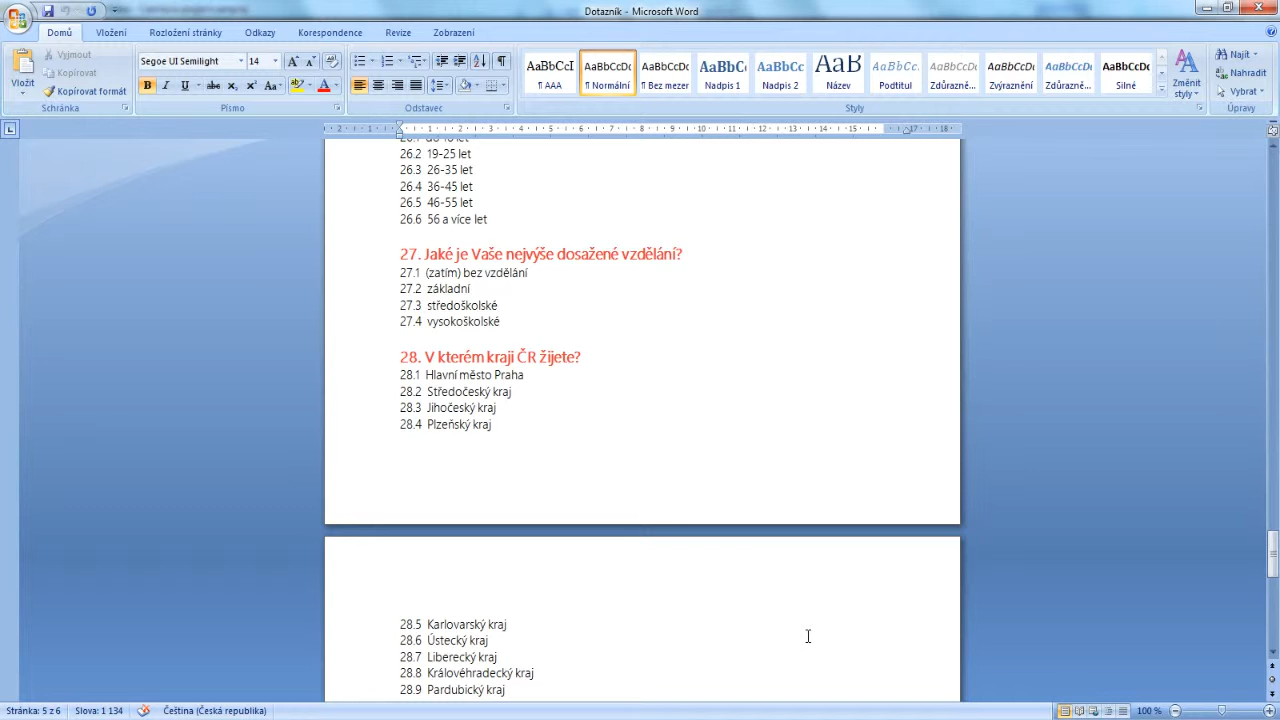 Dotazník - Microsoft Word
Domů Vložení Rozložení stránky Odkazy Korespondence Revize Zobrazení
Vložit
Vyjmout
Kopírovat
Kopírovat formát
Schránka
Segoe UI Semilight 14
Písmo
Odstavec
AaBbCcI AaBbCcDc AaBbCcDc AaBbC AaBbCc AaB AaBbCc. AaBbCcDc AaBbCcDc AaBbCcDc AaBbCc
¶ AAA ¶ Normální ¶ Bez mezer Nadpis 1 Nadpis 2 Název Podtitul Zdůrazně... Zvýraznění Zdůrazně... Silné
Styly
Změnit styly
Najít
Nahradit
Vybrat
Úpravy
26.2 19-25 let
26.3 26-35 let
26.4 36-45 let
26.5 46-55 let
26.6 56 a více let
27. Jaké je Vaše nejvýše dosažené vzdělání?
27.1 (zatím) bez vzdělání
27.2 základní
27.3 středoškolské
27.4 vysokoškolské
28. V kterém kraji ČR žijete?
28.1 Hlavní město Praha
28.2 Středočeský kraj
28.3 Jihočeský kraj
28.4 Plzeňský kraj
28.5 Karlovarský kraj
28.6 Ústecký kraj
28.7 Liberecký kraj
28.8 Královéhradecký kraj
28.9 Pardubický kraj
Stránka: 5 z 6 Slova: 1 134 Čeština (Česká republika) 100 %